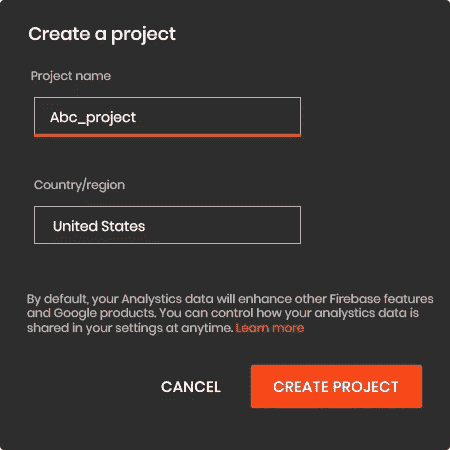 Create a project
Project name
Abc_project
Country/region
United States
By default, your Analystics data will enhance other Firebase features
and Google products. You can control how your analystics data is
shared in your settings at anytime. Learn more
CANCEL
CREATE PROJECT